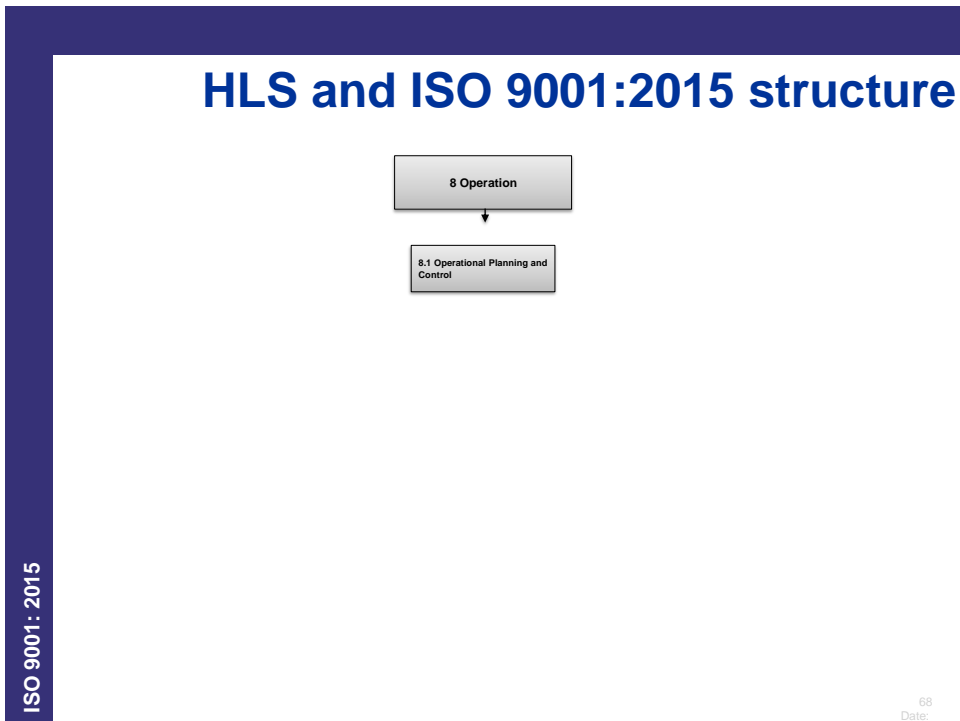 HLS and ISO 9001:2015 structure
8 Operation
8.1 Operational Planning and
Control
ISO 9001: 2015
68
Date: